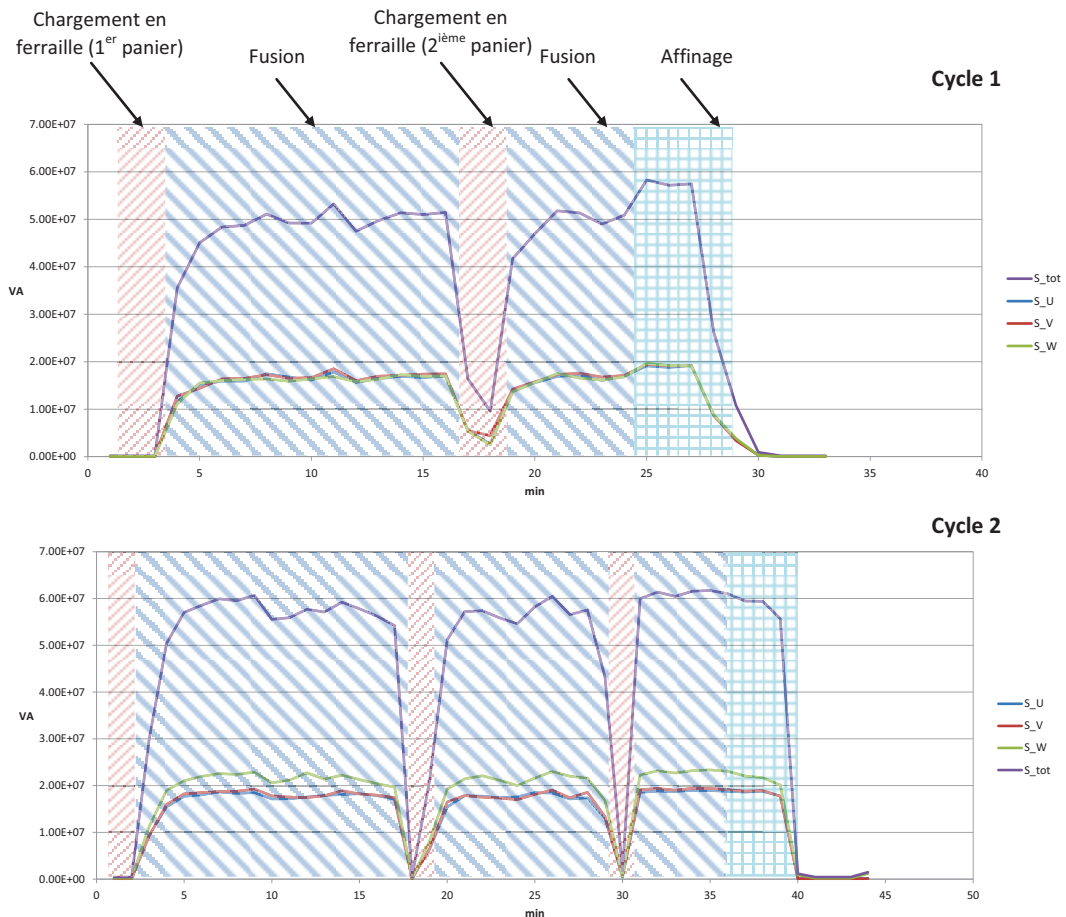 Chargement en
ferraille (1er panier)
Fusion
Chargement en
ferraille (2ième panier)
Fusion
Affinage
Cycle 1
7.00E+07
6.00E+07
5.00E+07
4.00E+07
VA
3.00E+07
2.00E+07
1.00E+07
0.00E+00
0 5 10 15 20 25 30 35 40
min
S_tot
S_U
S_V
S_W
Cycle 2
7.00E+07
6.00E+07
5.00E+07
4.00E+07
VA
3.00E+07
2.00E+07
1.00E+07
0.00E+00
0 5 10 15 20 25 30 35 40 45 50
min
S_U
S_V
S_W
S_tot